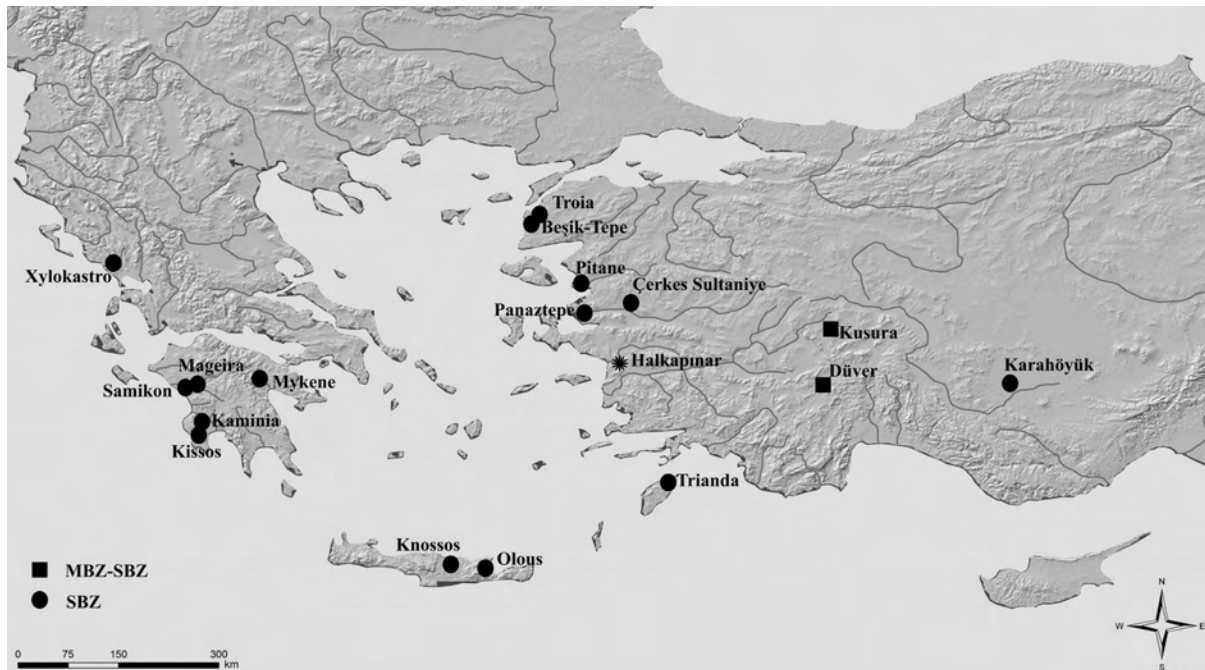 Troia
Beşik-Tepe
Xylokastro
Pitane
Çerkes Sultaniye
Panaztepe
Kusura
Halkapınar
Mageira
Mykene
Düver
Karahöyük
Samikon
Kaminia
Kissos
Trianda
Knossos
Olous
MBZ-SBZ
SBZ
N
W
E
S
0 75 150 300
km